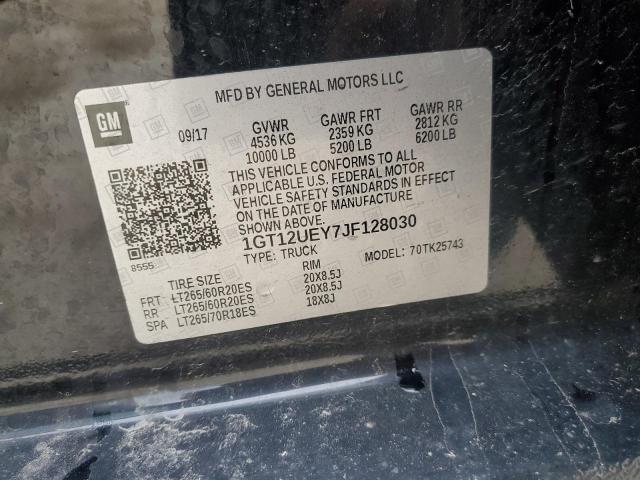 MFD BY GENERAL MOTORS LLC
GM
09/17 GVWR GAWR FRT GAWR RR
4536 KG 2359 KG 2812 KG
10000 LB 5200 LB 6200 LB
THIS VEHICLE CONFORMS TO ALL
APPLICABLE U.S. FEDERAL MOTOR
VEHICLE SAFETY STANDARDS IN EFFECT
ON THE DATE OF MANUFACTURE
SHOWN ABOVE.
1GT12UEY7JF128030
8555 TYPE: TRUCK MODEL: 70TK25743
TIRE SIZE RIM
FRT LT265/60R20ES 20X8.5J
RR LT265/60R20ES 20X8.5J
SPA LT265/70R18ES 18X8J